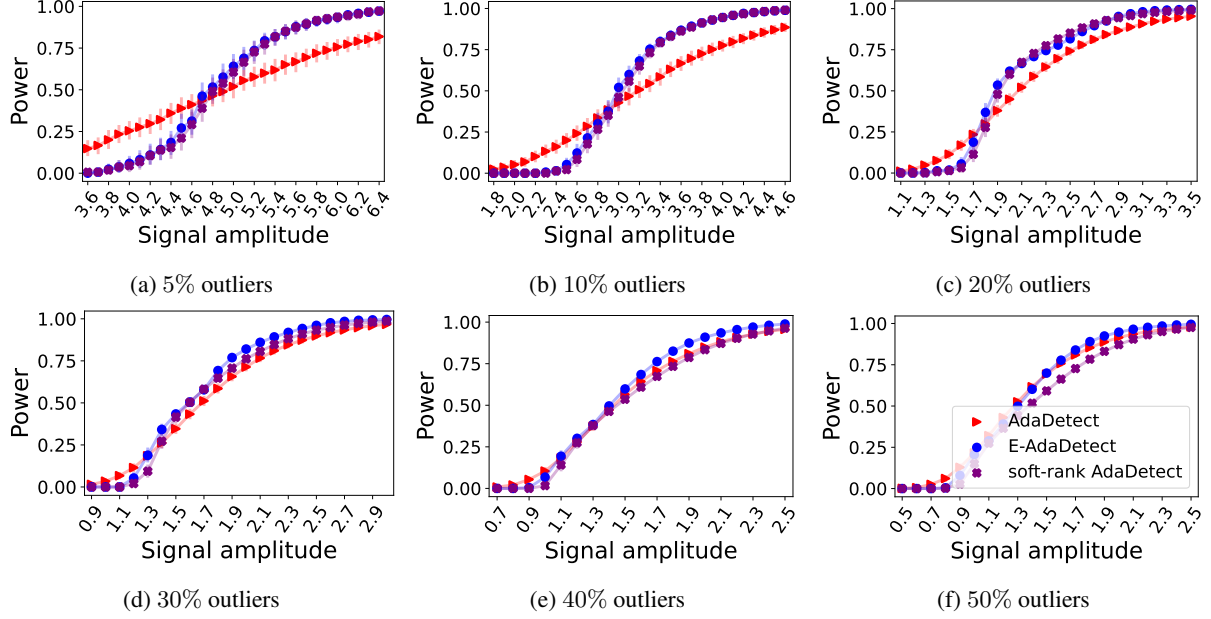 1.00
0.75
0.50
0.25
0.00
Power
3.6 3.8 4.0 4.2 4.4 4.6 4.8 5.0 5.2 5.4 5.6 5.8 6.0 6.2 6.4
Signal amplitude
(a) 5% outliers
1.00
0.75
0.50
0.25
0.00
Power
1.8 2.0 2.2 2.4 2.6 2.8 3.0 3.2 3.4 3.6 3.8 4.0 4.2 4.4 4.6
Signal amplitude
(b) 10% outliers
1.00
0.75
0.50
0.25
0.00
Power
1.1 1.3 1.5 1.7 1.9 2.1 2.3 2.5 2.7 2.9 3.1 3.3 3.5
Signal amplitude
(c) 20% outliers
1.00
0.75
0.50
0.25
0.00
Power
0.9 1.1 1.3 1.5 1.7 1.9 2.1 2.3 2.5 2.7 2.9
Signal amplitude
(d) 30% outliers
1.00
0.75
0.50
0.25
0.00
Power
0.7 0.9 1.1 1.3 1.5 1.7 1.9 2.1 2.3 2.5
Signal amplitude
(e) 40% outliers
1.00
0.75
0.50
0.25
0.00
Power
AdaDetect
E-AdaDetect
soft-rank AdaDetect
0.5 0.7 0.9 1.1 1.3 1.5 1.7 1.9 2.1 2.3 2.5
Signal amplitude
(f) 50% outliers